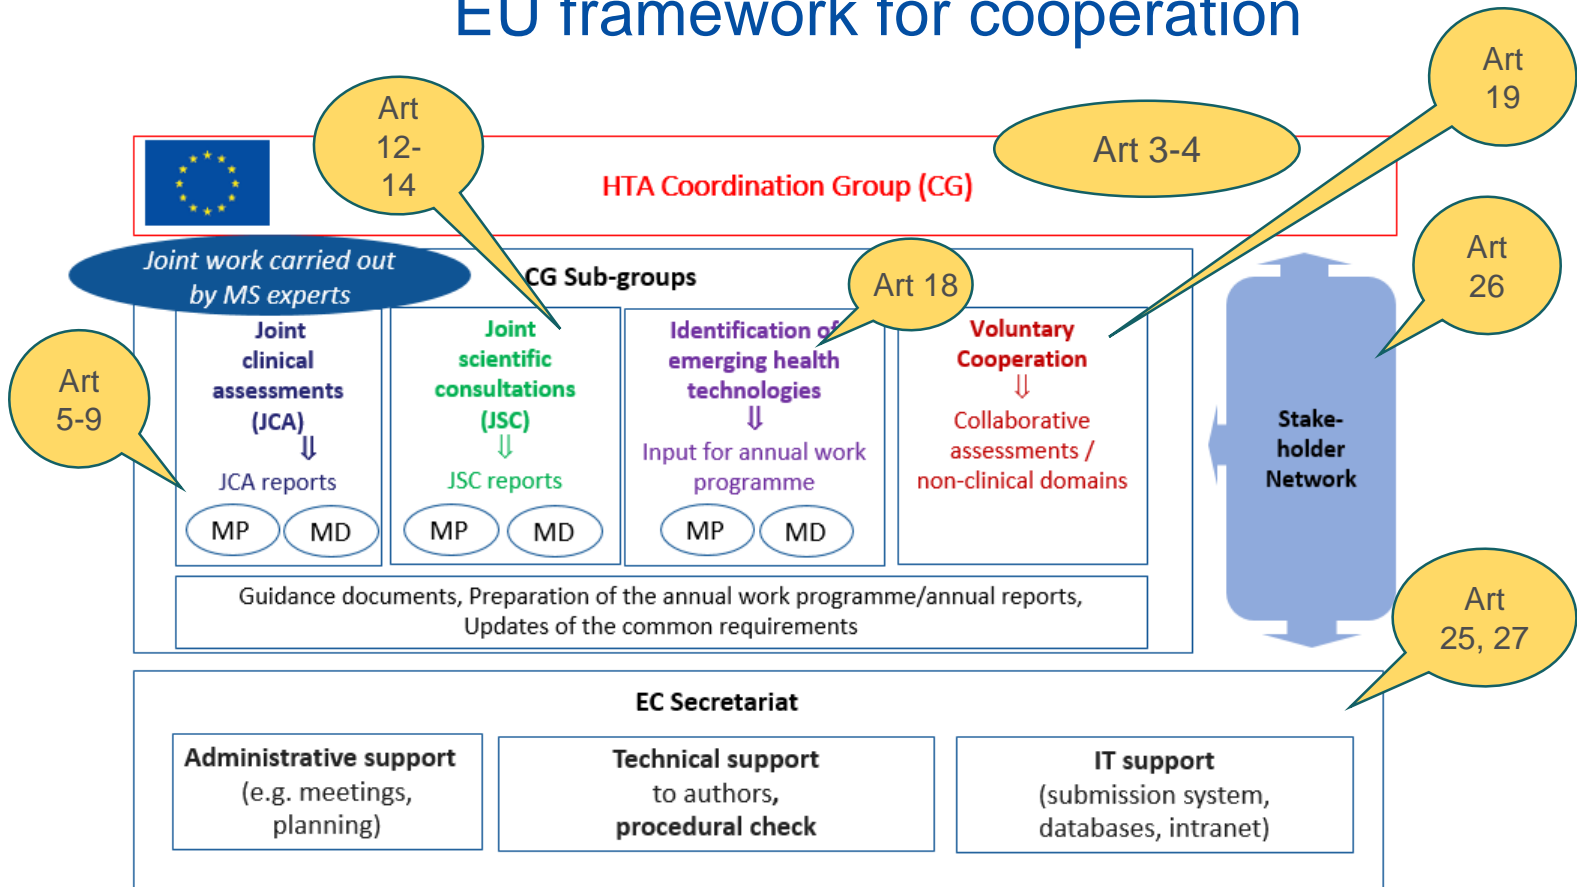 EU framework for cooperation
Art
19
Art
12-
14
Art 3-4
HTA Coordination Group (CG)
Joint work carried out
by MS experts
CG Sub-groups
Art 18
Art
26
Art
5-9
Joint
clinical
assessments
(JCA)
⇓
JCA reports
MP
MD
Joint
scientific
consultations
(JSC)
⇓
JSC reports
MP
MD
Identification of
emerging health
technologies
⇓
Input for annual work
programme
MP
MD
Voluntary
Cooperation
⇓
Collaborative
assessments /
non-clinical domains
Stake-
holder
Network
Guidance documents, Preparation of the annual work programme/annual reports,
Updates of the common requirements
Art
25, 27
EC Secretariat
Administrative support
(e.g. meetings,
planning)
Technical support
to authors,
procedural check
IT support
(submission system,
databases, intranet)